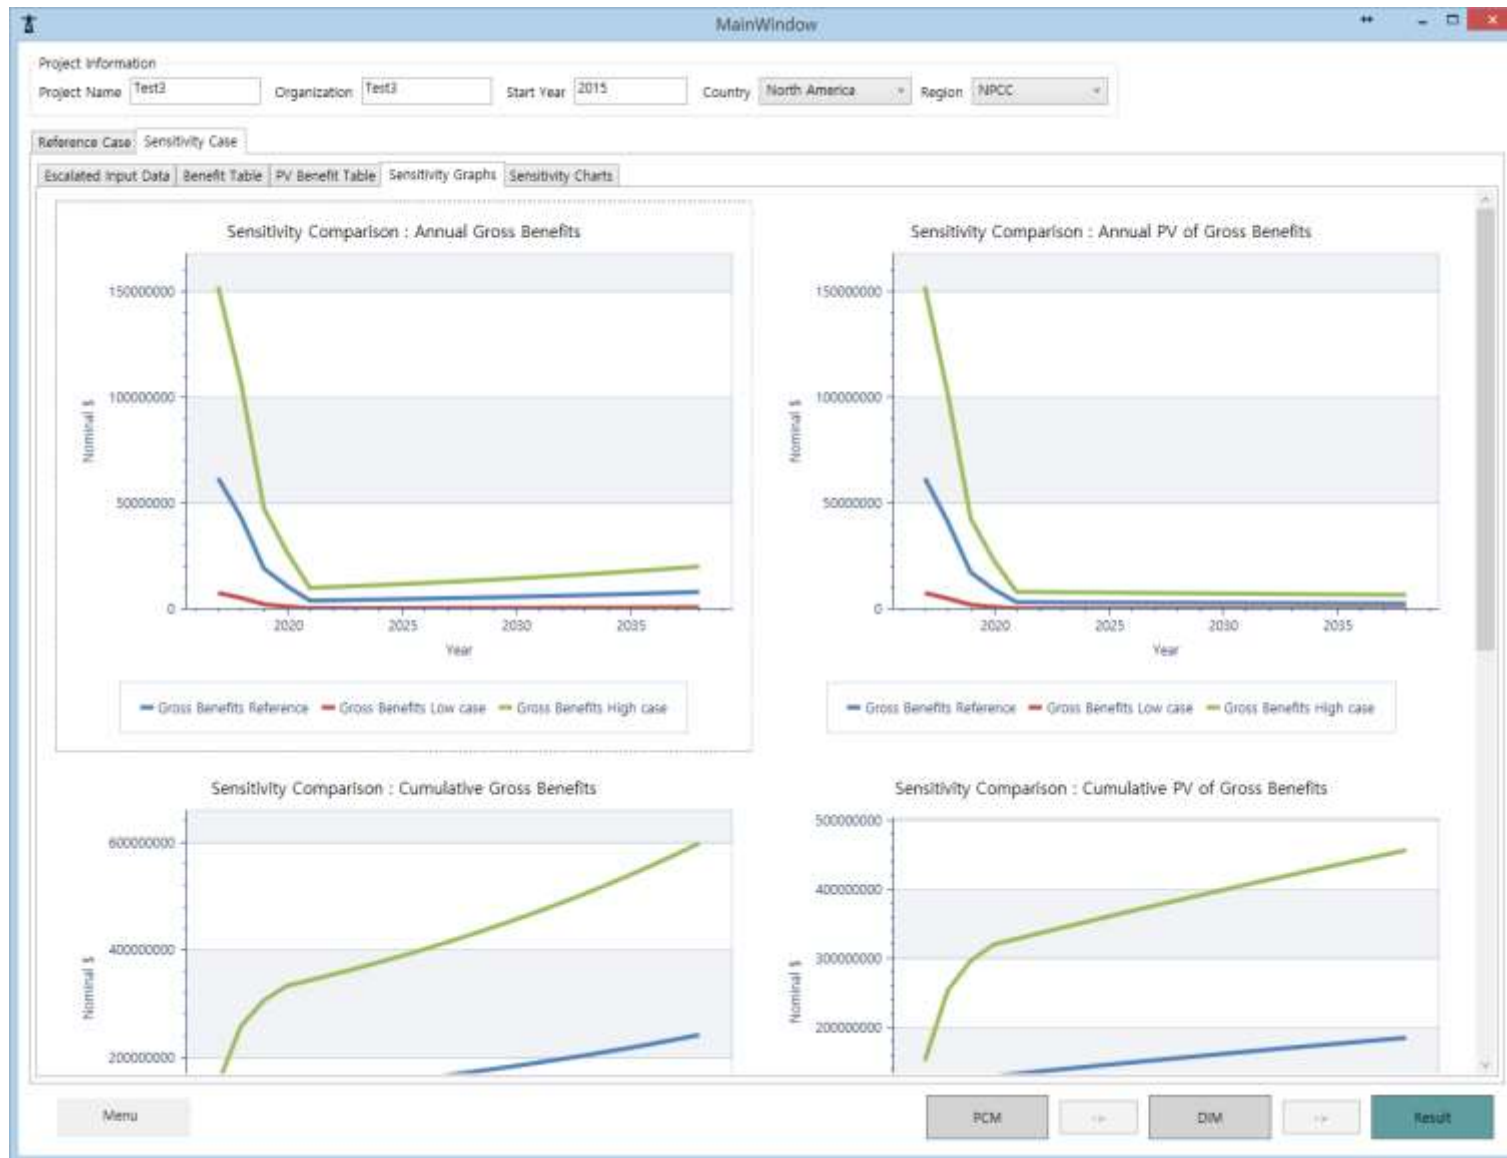 MainWindow
Project Information
Project Name Test3 Organization Test3 Start Year 2015 Country North America Region NPCC
Reference Case Sensitivity Case
Escalated Input Data Benefit Table PV Benefit Table Sensitivity Graphs Sensitivity Charts
Sensitivity Comparison : Annual Gross Benefits
150000000
100000000
50000000
0
Nominal $
2020 2025 2030 2035
Year
Gross Benefits Reference Gross Benefits Low case Gross Benefits High case
Sensitivity Comparison : Annual PV of Gross Benefits
150000000
100000000
50000000
0
Nominal $
2020 2025 2030 2035
Year
Gross Benefits Reference Gross Benefits Low case Gross Benefits High case
Sensitivity Comparison : Cumulative Gross Benefits
600000000
400000000
200000000
Nominal $
Sensitivity Comparison : Cumulative PV of Gross Benefits
500000000
400000000
300000000
200000000
Nominal $
Menu PCM DIM Result